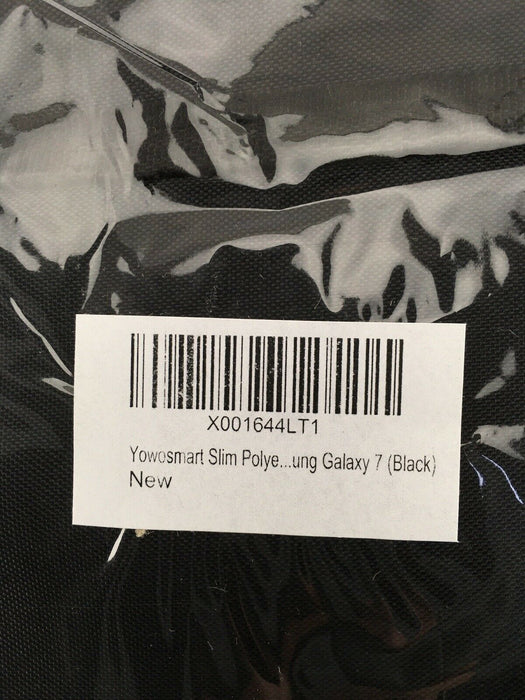 X001644LT1
Yowosmart Slim Polye...ung Galaxy 7 (Black)
New